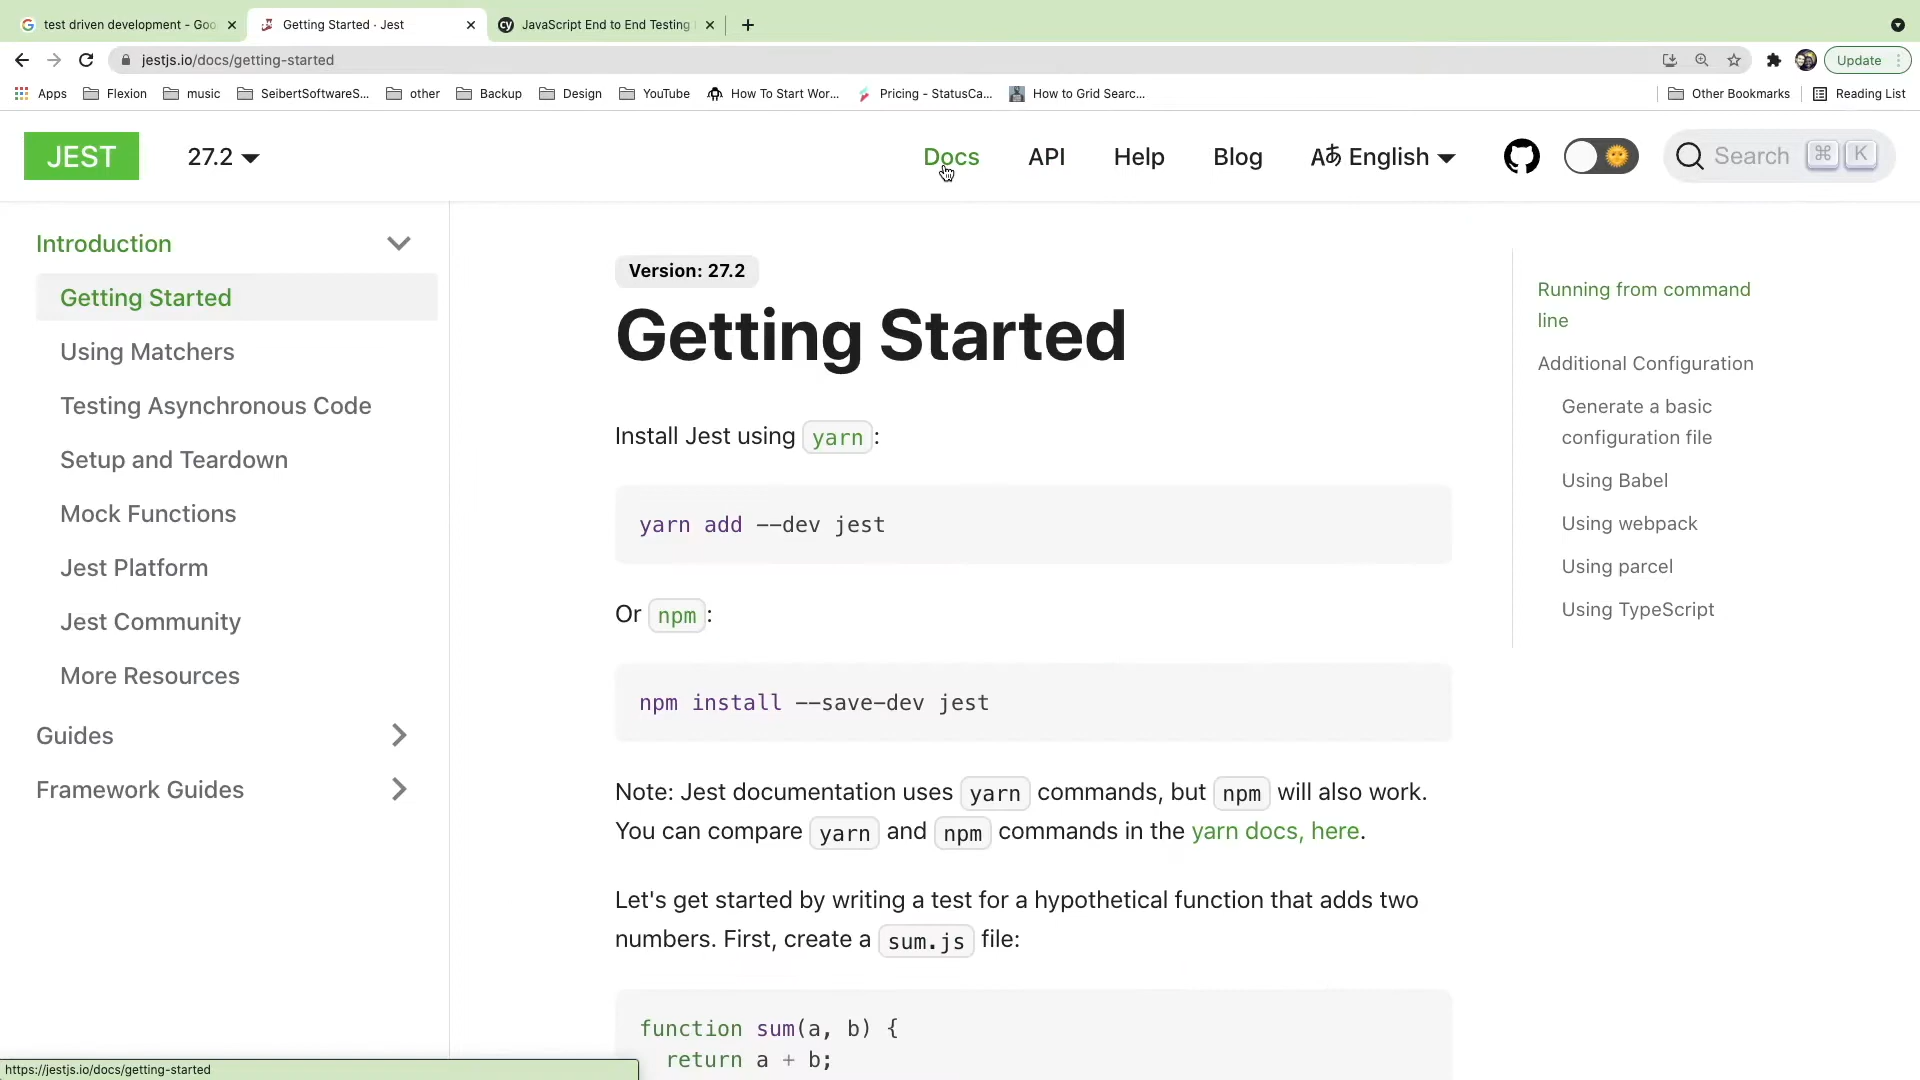 test driven development - Goo
Getting Started · Jest
JavaScript End to End Testing
jestjs.io/docs/getting-started
Update
Apps
Flexion
music
SeibertSoftwareS...
other
Backup
Design
YouTube
How To Start Wor...
Pricing - StatusCa...
How to Grid Searc...
Other Bookmarks
Reading List
JEST
27.2
Docs
API
Help
Blog
Aあ English
Search
⌘ K
Introduction
Getting Started
Using Matchers
Testing Asynchronous Code
Setup and Teardown
Mock Functions
Jest Platform
Jest Community
More Resources
Guides
Framework Guides
Version: 27.2
Getting Started
Install Jest using yarn:
yarn add --dev jest
Or npm:
npm install --save-dev jest
Note: Jest documentation uses yarn commands, but npm will also work.
You can compare yarn and npm commands in the yarn docs, here.
Let's get started by writing a test for a hypothetical function that adds two
numbers. First, create a sum.js file:
function sum(a, b) {
return a + b;
Running from command
line
Additional Configuration
Generate a basic
configuration file
Using Babel
Using webpack
Using parcel
Using TypeScript
https://jestjs.io/docs/getting-started